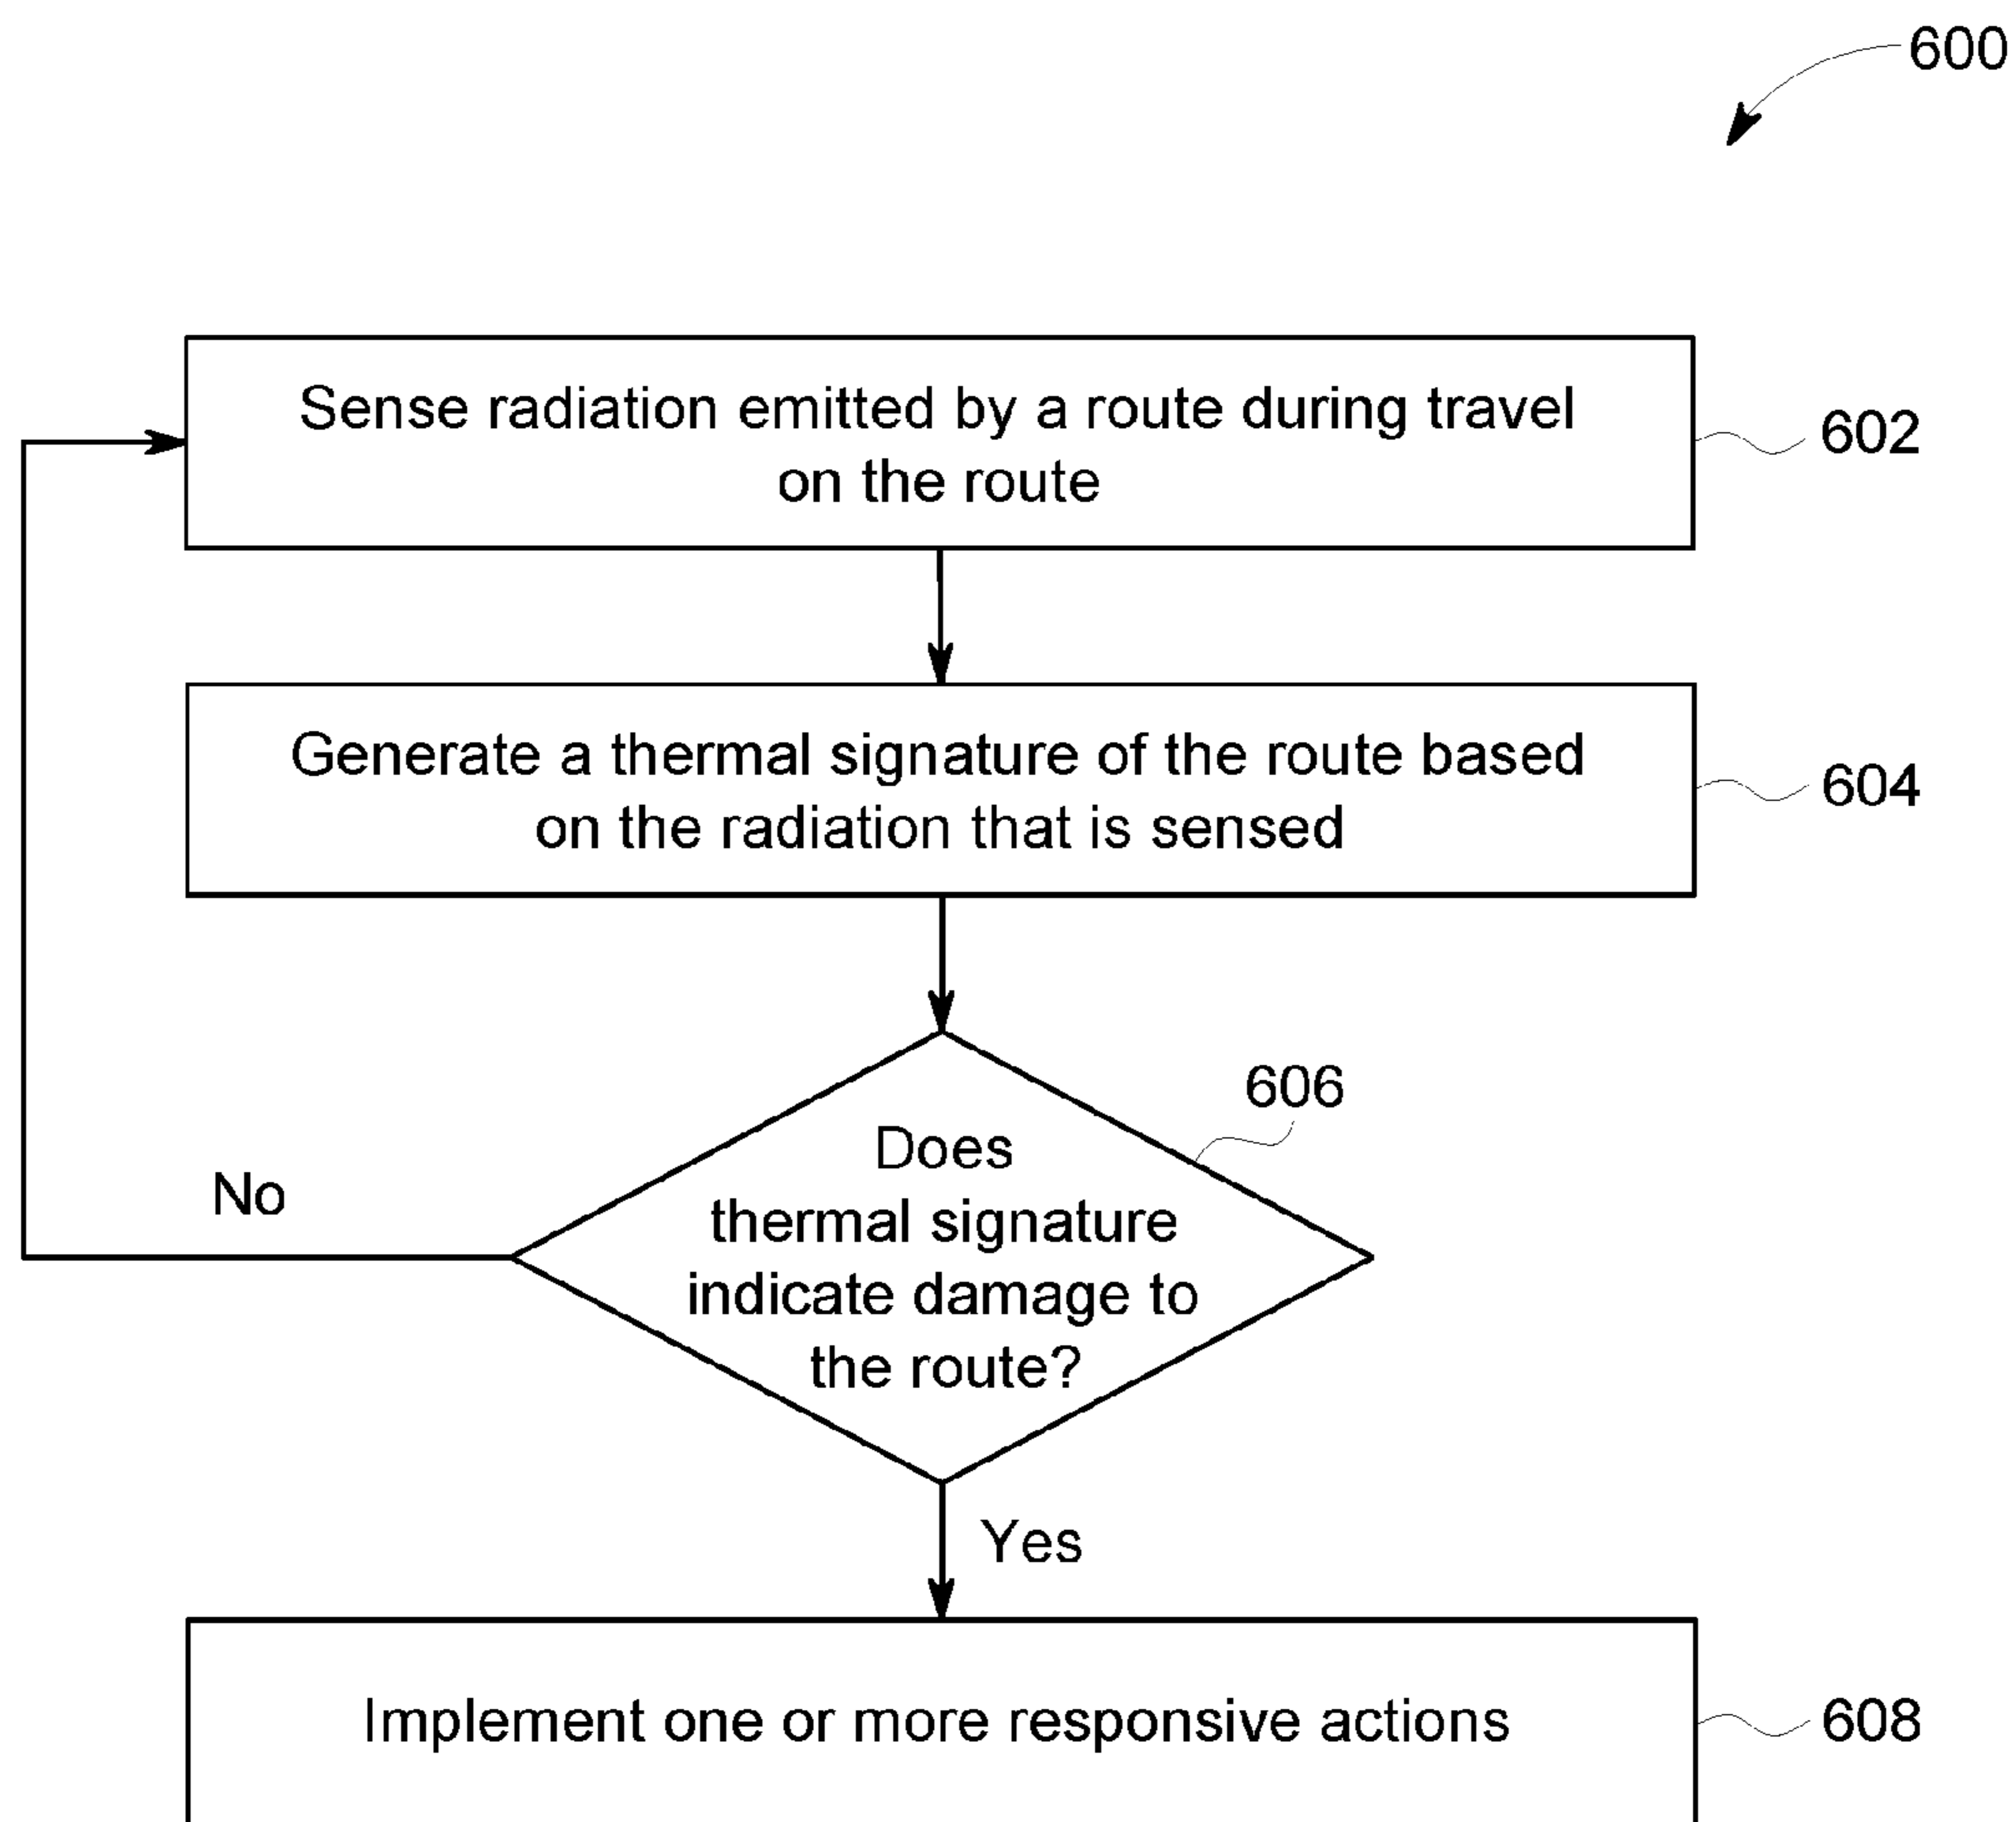 600
Sense radiation emitted by a route during travel
on the route
602
Generate a thermal signature of the route based
on the radiation that is sensed
604
606
Does
thermal signature
indicate damage to
the route?
No
Yes
Implement one or more responsive actions
608